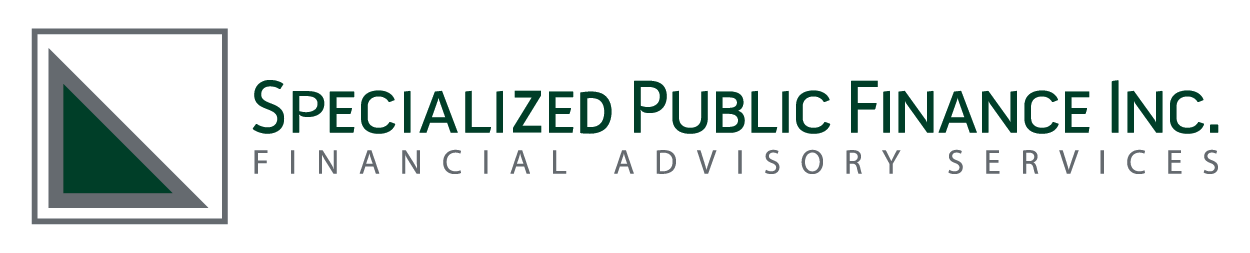 SPECIALIZED PUBLIC FINANCE INC.
FINANCIAL ADVISORY SERVICES